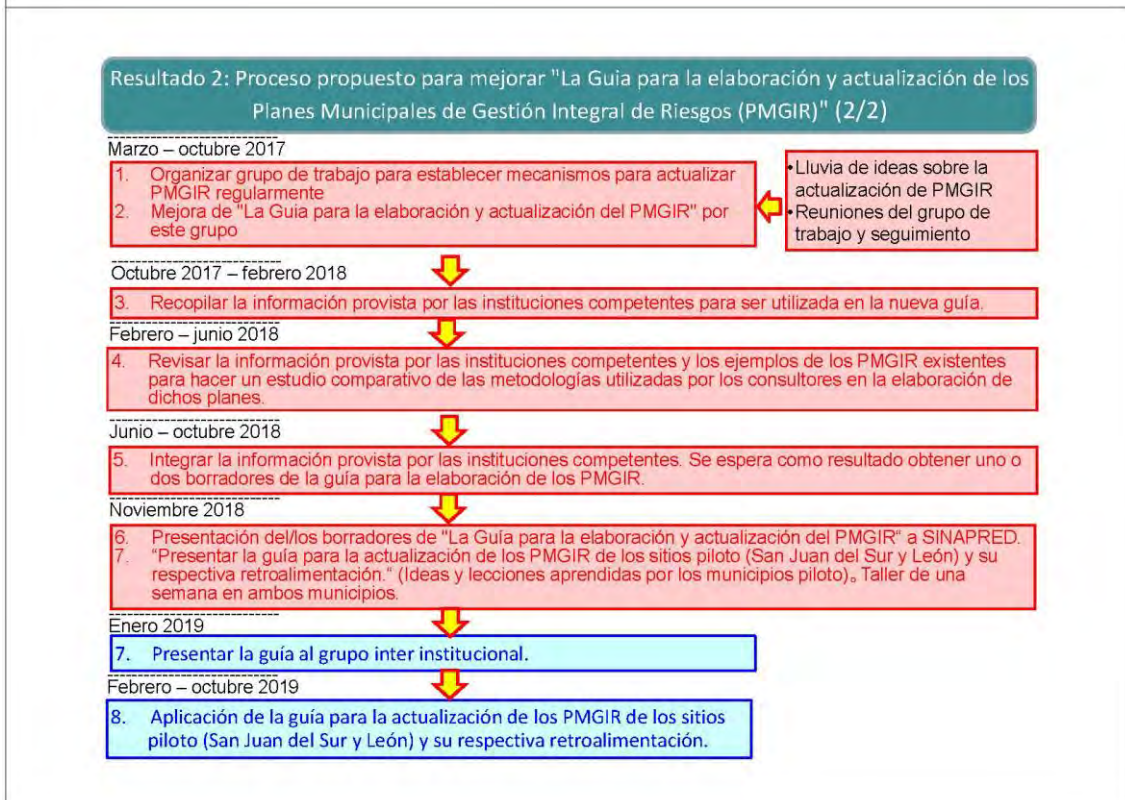 Resultado 2: Proceso propuesto para mejorar "La Guia para la elaboración y actualización de los
Planes Municipales de Gestión Integral de Riesgos (PMGIR)" (2/2)
Marzo – octubre 2017
1. Organizar grupo de trabajo para establecer mecanismos para actualizar
PMGIR regularmente
2. Mejora de "La Guia para la elaboración y actualización del PMGIR" por
este grupo
•Lluvia de ideas sobre la
actualización de PMGIR
•Reuniones del grupo de
trabajo y seguimiento
Octubre 2017 – febrero 2018
3. Recopilar la información provista por las instituciones competentes para ser utilizada en la nueva guía.
Febrero – junio 2018
4. Revisar la información provista por las instituciones competentes y los ejemplos de los PMGIR existentes
para hacer un estudio comparativo de las metodologías utilizadas por los consultores en la elaboración de
dichos planes.
Junio – octubre 2018
5. Integrar la información provista por las instituciones competentes. Se espera como resultado obtener uno o
dos borradores de la guía para la elaboración de los PMGIR.
Noviembre 2018
6. Presentación del/los borradores de "La Guía para la elaboración y actualización del PMGIR" a SINAPRED.
7. "Presentar la guía para la actualización de los PMGIR de los sitios piloto (San Juan del Sur y León) y su
respectiva retroalimentación." (Ideas y lecciones aprendidas por los municipios piloto)。Taller de una
semana en ambos municipios.
Enero 2019
7. Presentar la guía al grupo inter institucional.
Febrero – octubre 2019
8. Aplicación de la guía para la actualización de los PMGIR de los sitios
piloto (San Juan del Sur y León) y su respectiva retroalimentación.